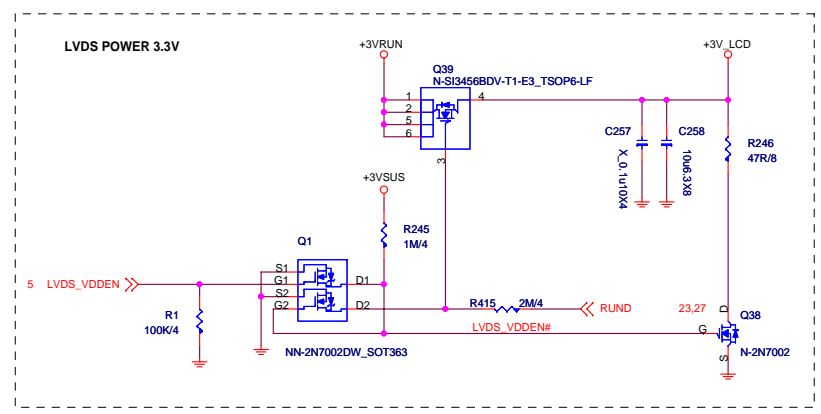 LVDS POWER 3.3V
+3VRUN
+3V_LCD
Q39
N-SI3456BDV-T1-E3_TSOP6-LF
1
2
5
6
4
3
C257
X_0.1u10X4
C258
10u6.3X8
R246
47R/8
+3VSUS
R245
1M/4
Q1
S1
G1
S2
G2
D1
D2
5 LVDS_VDDEN
R1
100K/4
R415
2M/4
RUND
23,27
LVDS_VDDEN#
D
G
S
Q38
N-2N7002
NN-2N7002DW_SOT363